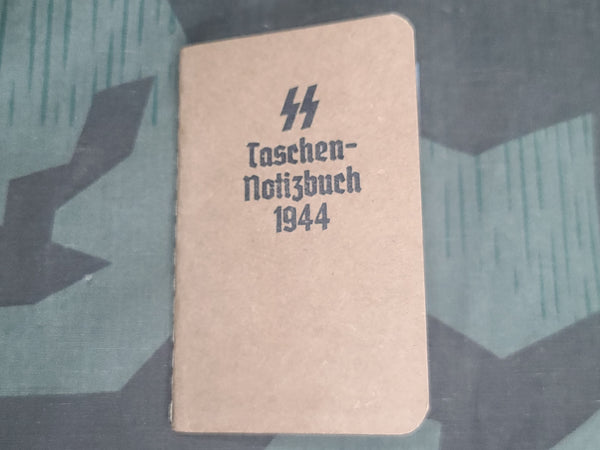 ᛋᛋ
Taschen-
Notizbuch
1944